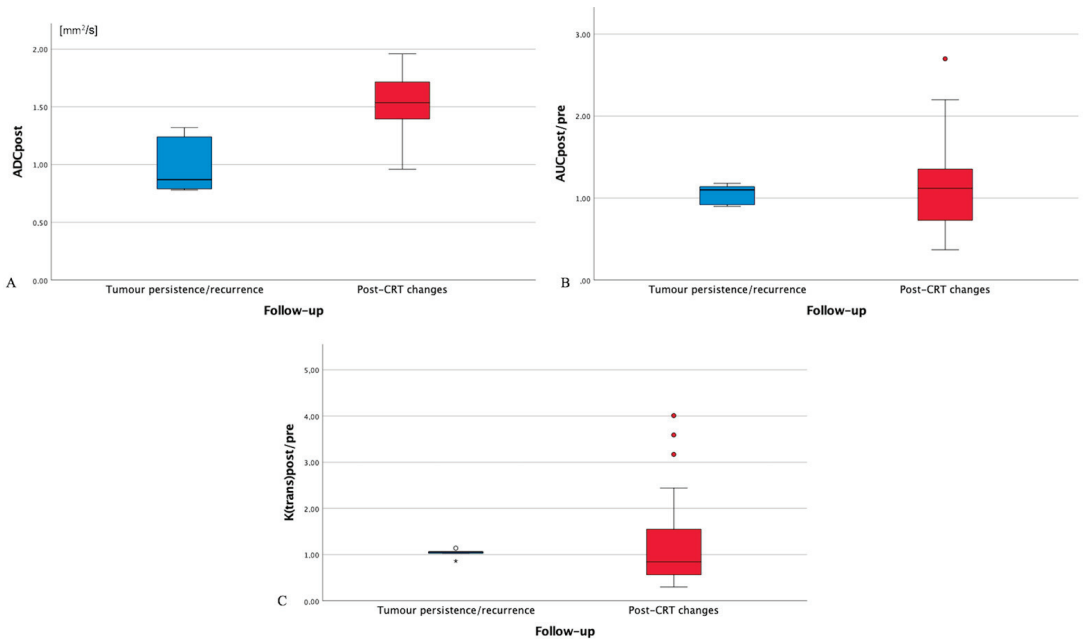 [mm²/s]
2,00
1,50
1,00
0,50
0,00
ADCpost
Tumour persistence/recurrence
Post-CRT changes
Follow-up
A
3,00
2,00
1,00
,00
AUCpost/pre
Tumour persistence/recurrence
Post-CRT changes
Follow-up
B
5,00
4,00
3,00
2,00
1,00
0,00
K(trans)post/pre
Tumour persistence/recurrence
Post-CRT changes
Follow-up
C